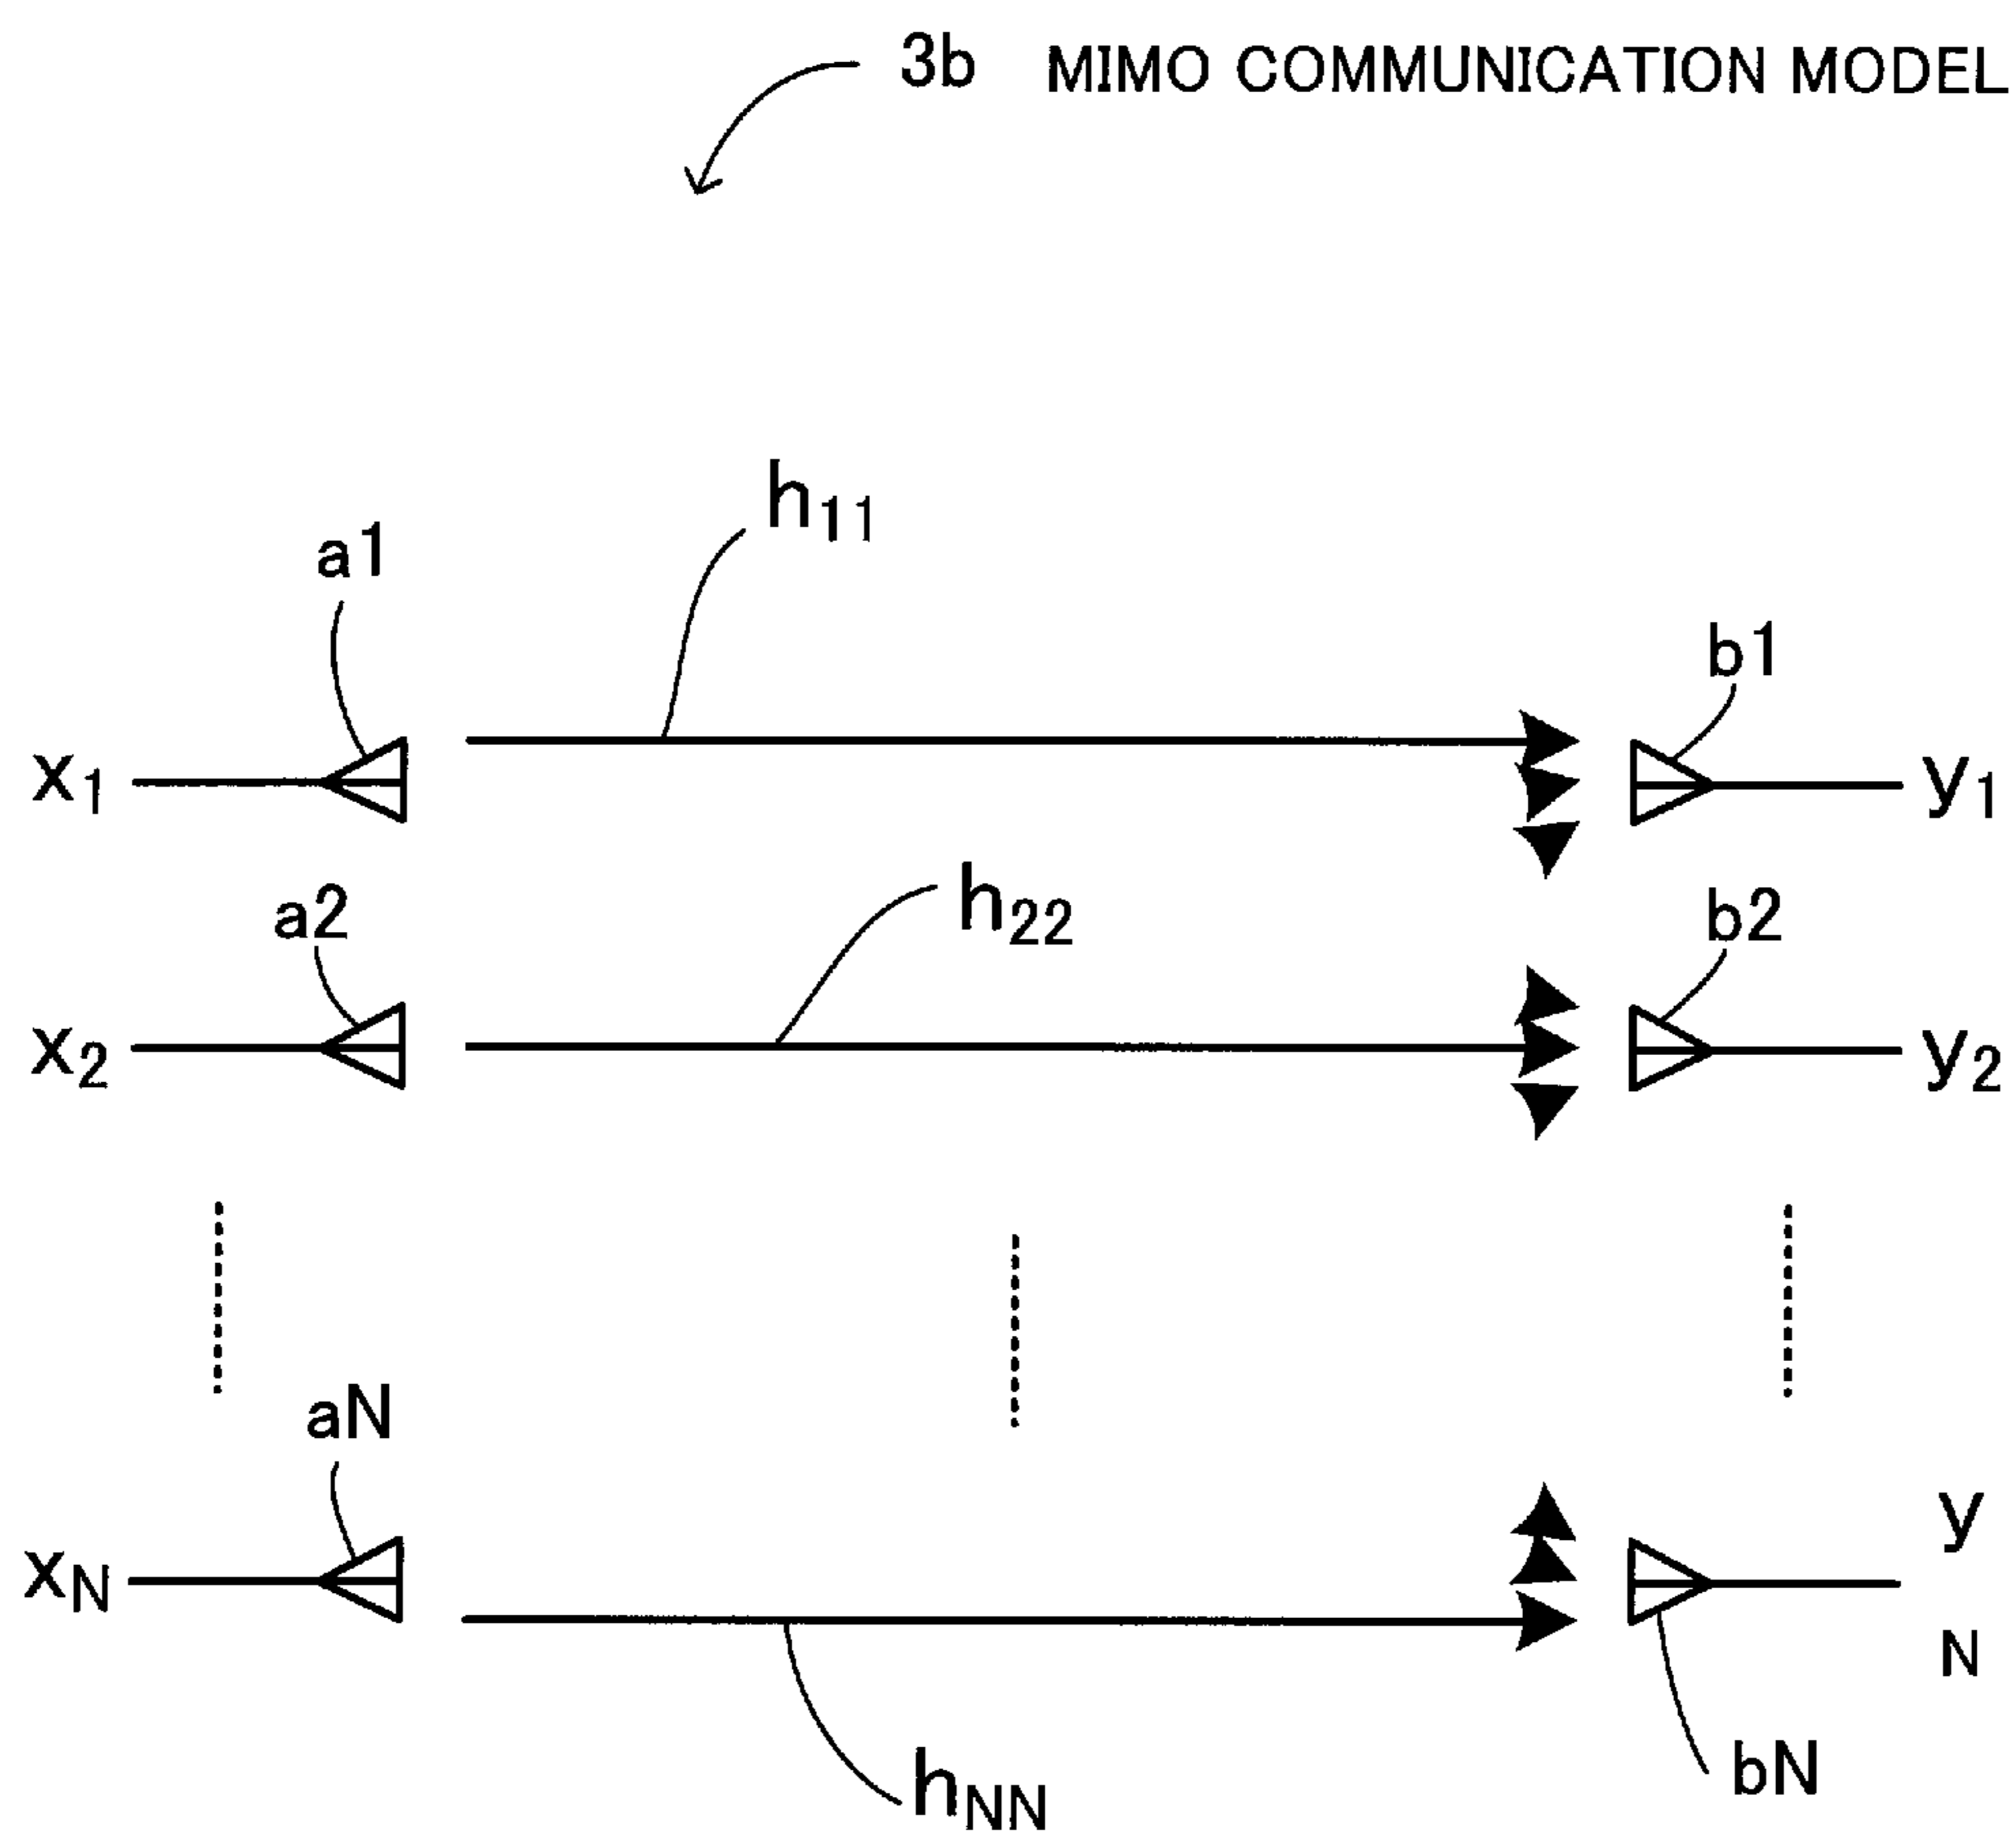 3b MIMO COMMUNICATION MODEL
h11
a1
b1
x1
y1
h22
a2
b2
x2
y2
aN
y
xN
N
hNN
bN